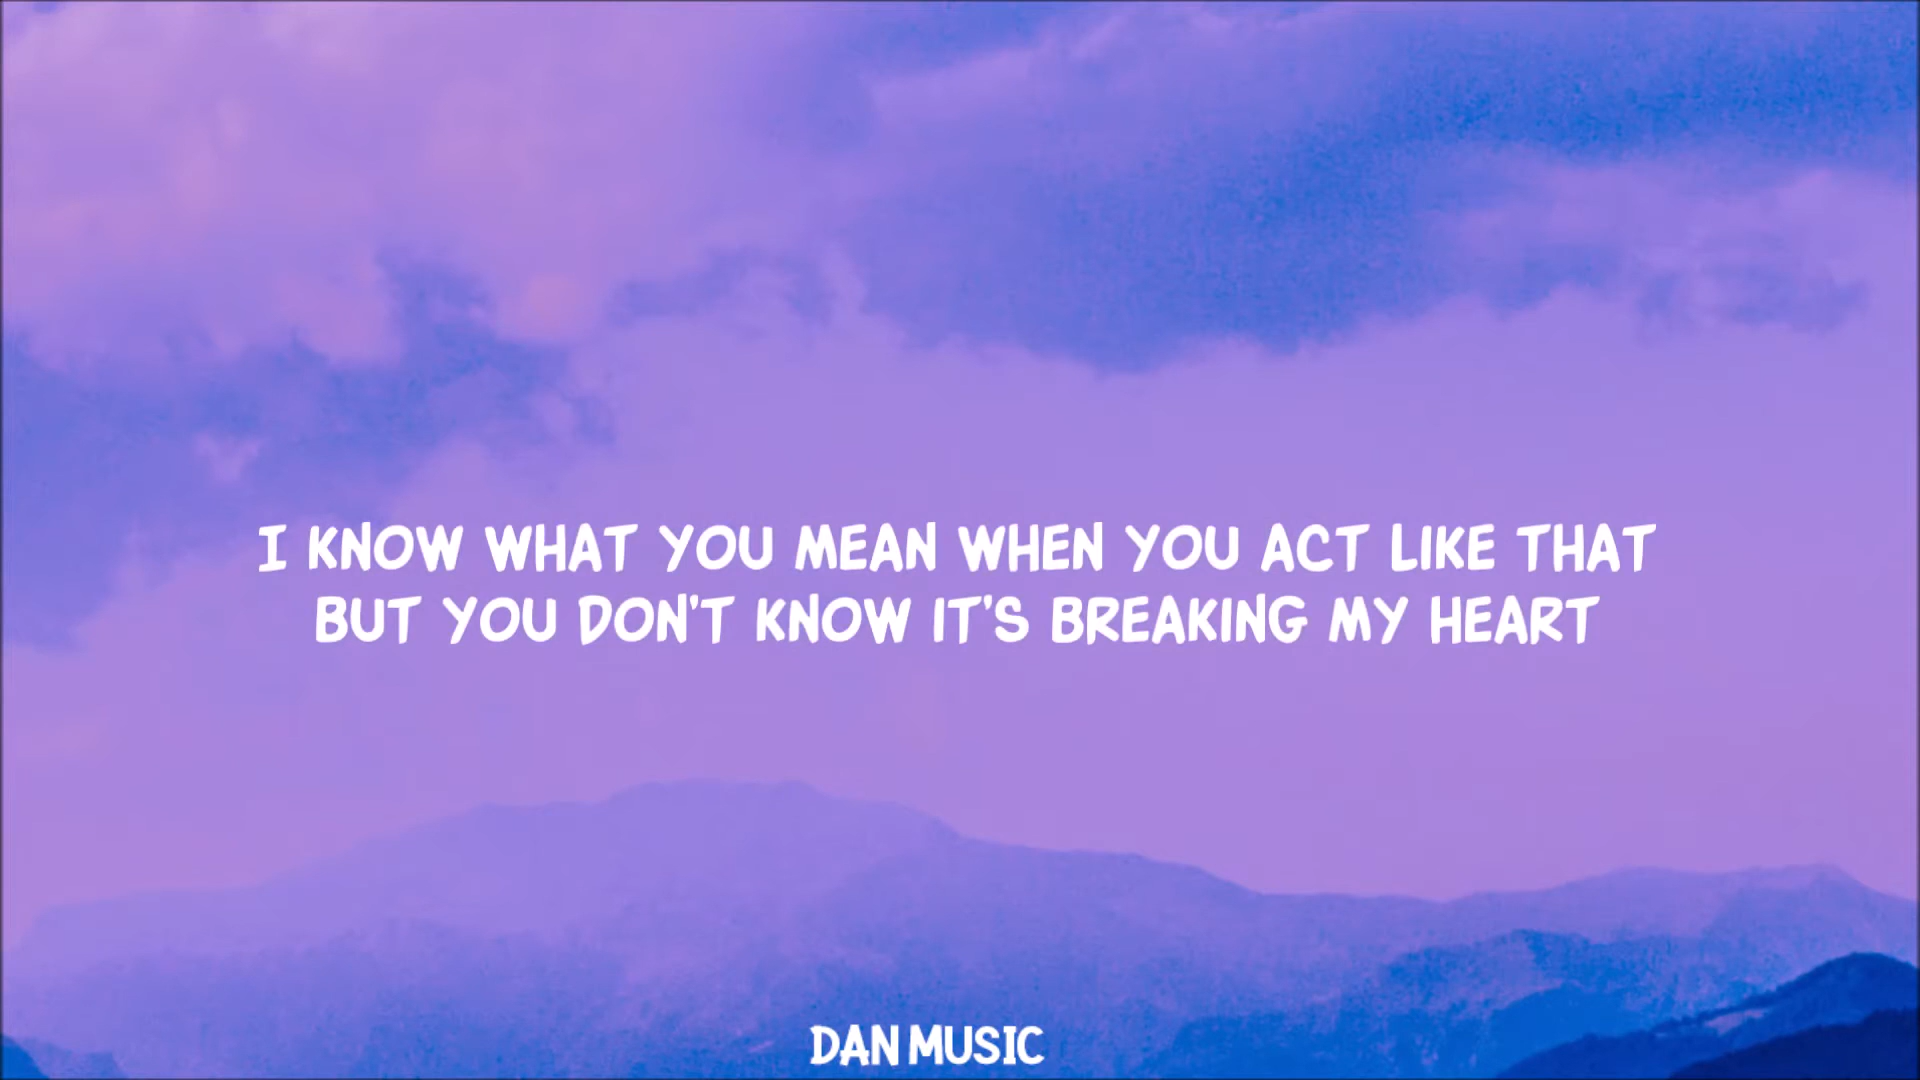 I KNOW WHAT YOU MEAN WHEN YOU ACT LIKE THAT
BUT YOU DON'T KNOW IT'S BREAKING MY HEART
DAN MUSIC